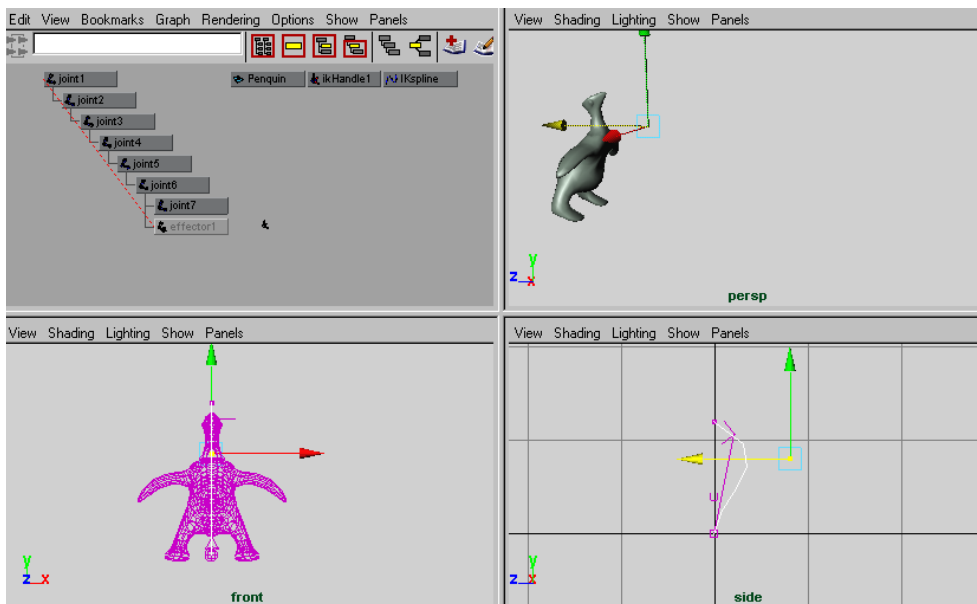 Edit View Bookmarks Graph Rendering Options Show Panels
joint1
Penquin ikHandle1 IKspline
joint2
joint3
joint4
joint5
joint6
joint7
effector1
View Shading Lighting Show Panels
y
z x
persp
View Shading Lighting Show Panels
y
z x
front
View Shading Lighting Show Panels
U
y
z x
side